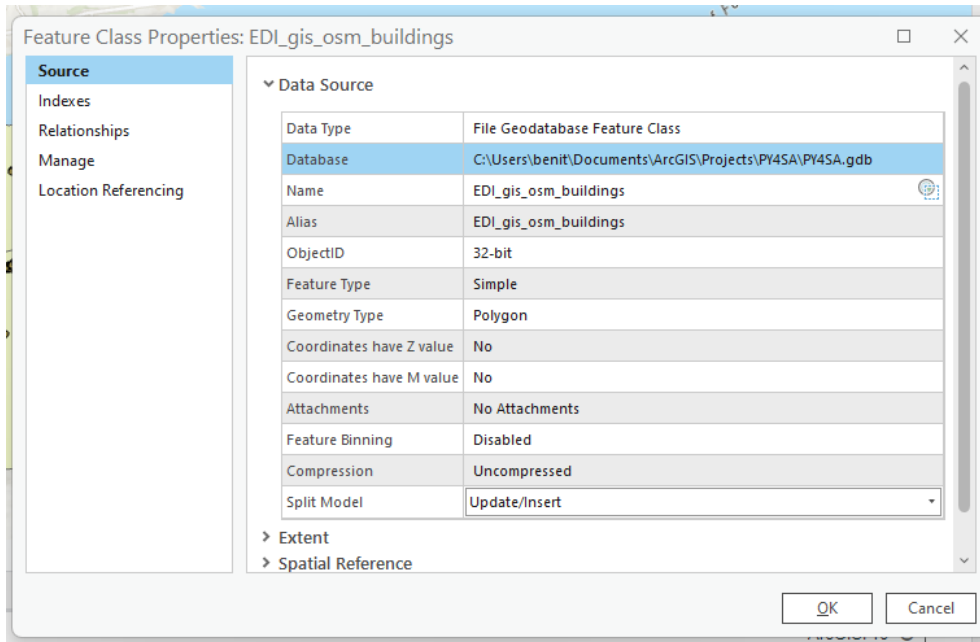 Feature Class Properties: EDI_gis_osm_buildings
Source
Indexes
Relationships
Manage
Location Referencing
Data Source
Data Type File Geodatabase Feature Class
Database C:\Users\benit\Documents\ArcGIS\Projects\PY4SA\PY4SA.gdb
Name EDI_gis_osm_buildings
Alias EDI_gis_osm_buildings
ObjectID 32-bit
Feature Type Simple
Geometry Type Polygon
Coordinates have Z value No
Coordinates have M value No
Attachments No Attachments
Feature Binning Disabled
Compression Uncompressed
Split Model Update/Insert
Extent
Spatial Reference
OK Cancel